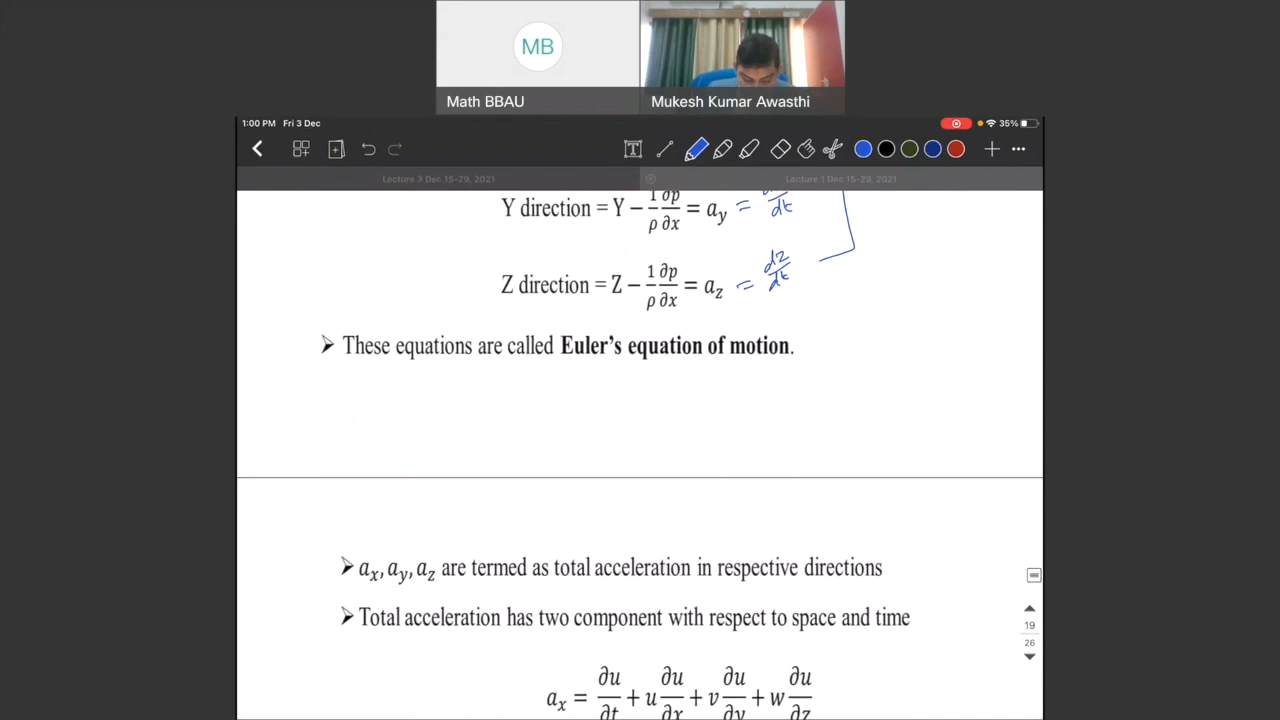 MB
Math BBAU
Mukesh Kumar Awasthi
1:00 PM Fri 3 Dec
35%
T
Lecture 3 Dec 15-29, 2021
Lecture 1 Dec 15-29, 2021
Y direction = Y − 1/ρ ∂p/∂x = a_y = /dt
Z direction = Z − 1/ρ ∂p/∂x = a_z = dz/dt
➢ These equations are called Euler's equation of motion.
➢ a_x, a_y, a_z are termed as total acceleration in respective directions
➢ Total acceleration has two component with respect to space and time
a_x = ∂u/∂t + u ∂u/∂x + v ∂u/∂y + w ∂u/∂z
19
26